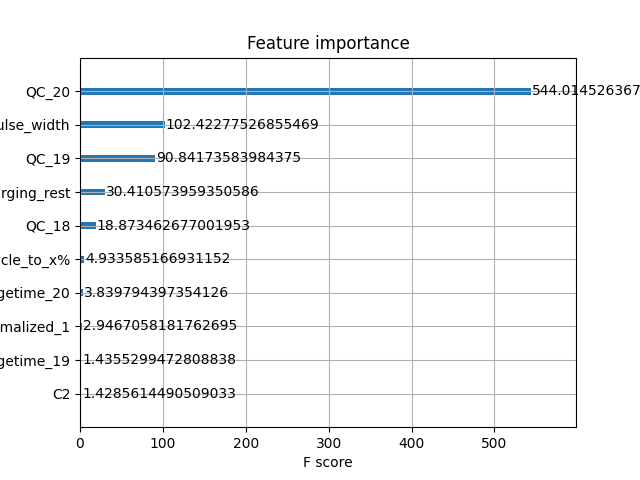 Feature importance
QC_20 544.014526367
ulse_width 102.42277526855469
QC_19 90.84173583984375
rging_rest 30.410573959350586
QC_18 18.873462677001953
cle_to_x% 4.933585166931152
getime_20 3.839794397354126
malized_1 2.9467058181762695
getime_19 1.4355299472808838
C2 1.4285614490509033
0 100 200 300 400 500
F score